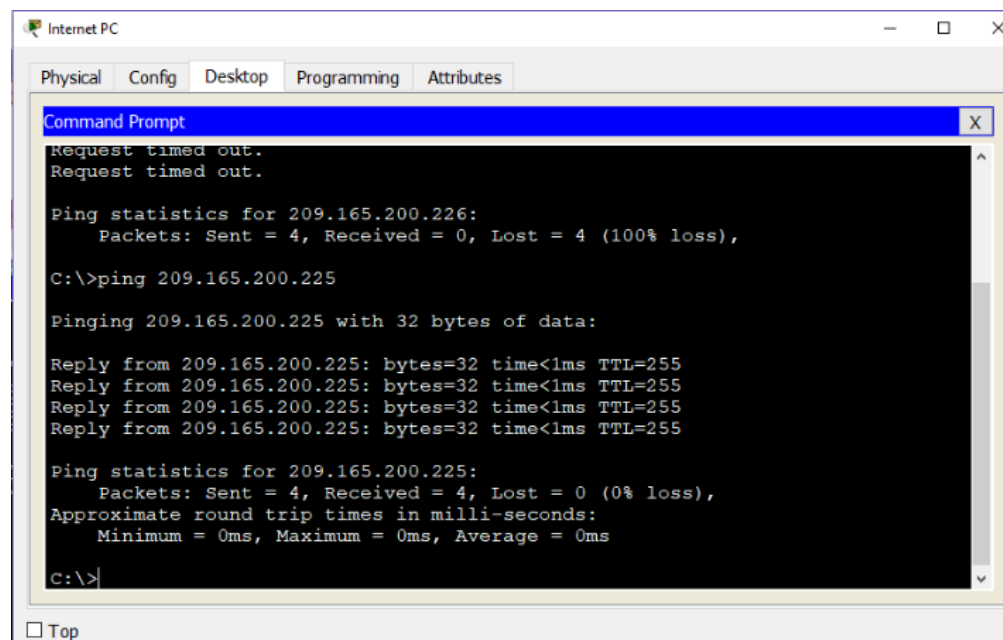 Internet PC
Physical Config Desktop Programming Attributes
Command Prompt X
Request timed out.
Request timed out.
Ping statistics for 209.165.200.226:
Packets: Sent = 4, Received = 0, Lost = 4 (100% loss),
C:\>ping 209.165.200.225
Pinging 209.165.200.225 with 32 bytes of data:
Reply from 209.165.200.225: bytes=32 time<1ms TTL=255
Reply from 209.165.200.225: bytes=32 time<1ms TTL=255
Reply from 209.165.200.225: bytes=32 time<1ms TTL=255
Reply from 209.165.200.225: bytes=32 time<1ms TTL=255
Ping statistics for 209.165.200.225:
Packets: Sent = 4, Received = 4, Lost = 0 (0% loss),
Approximate round trip times in milli-seconds:
Minimum = 0ms, Maximum = 0ms, Average = 0ms
C:\>
Top